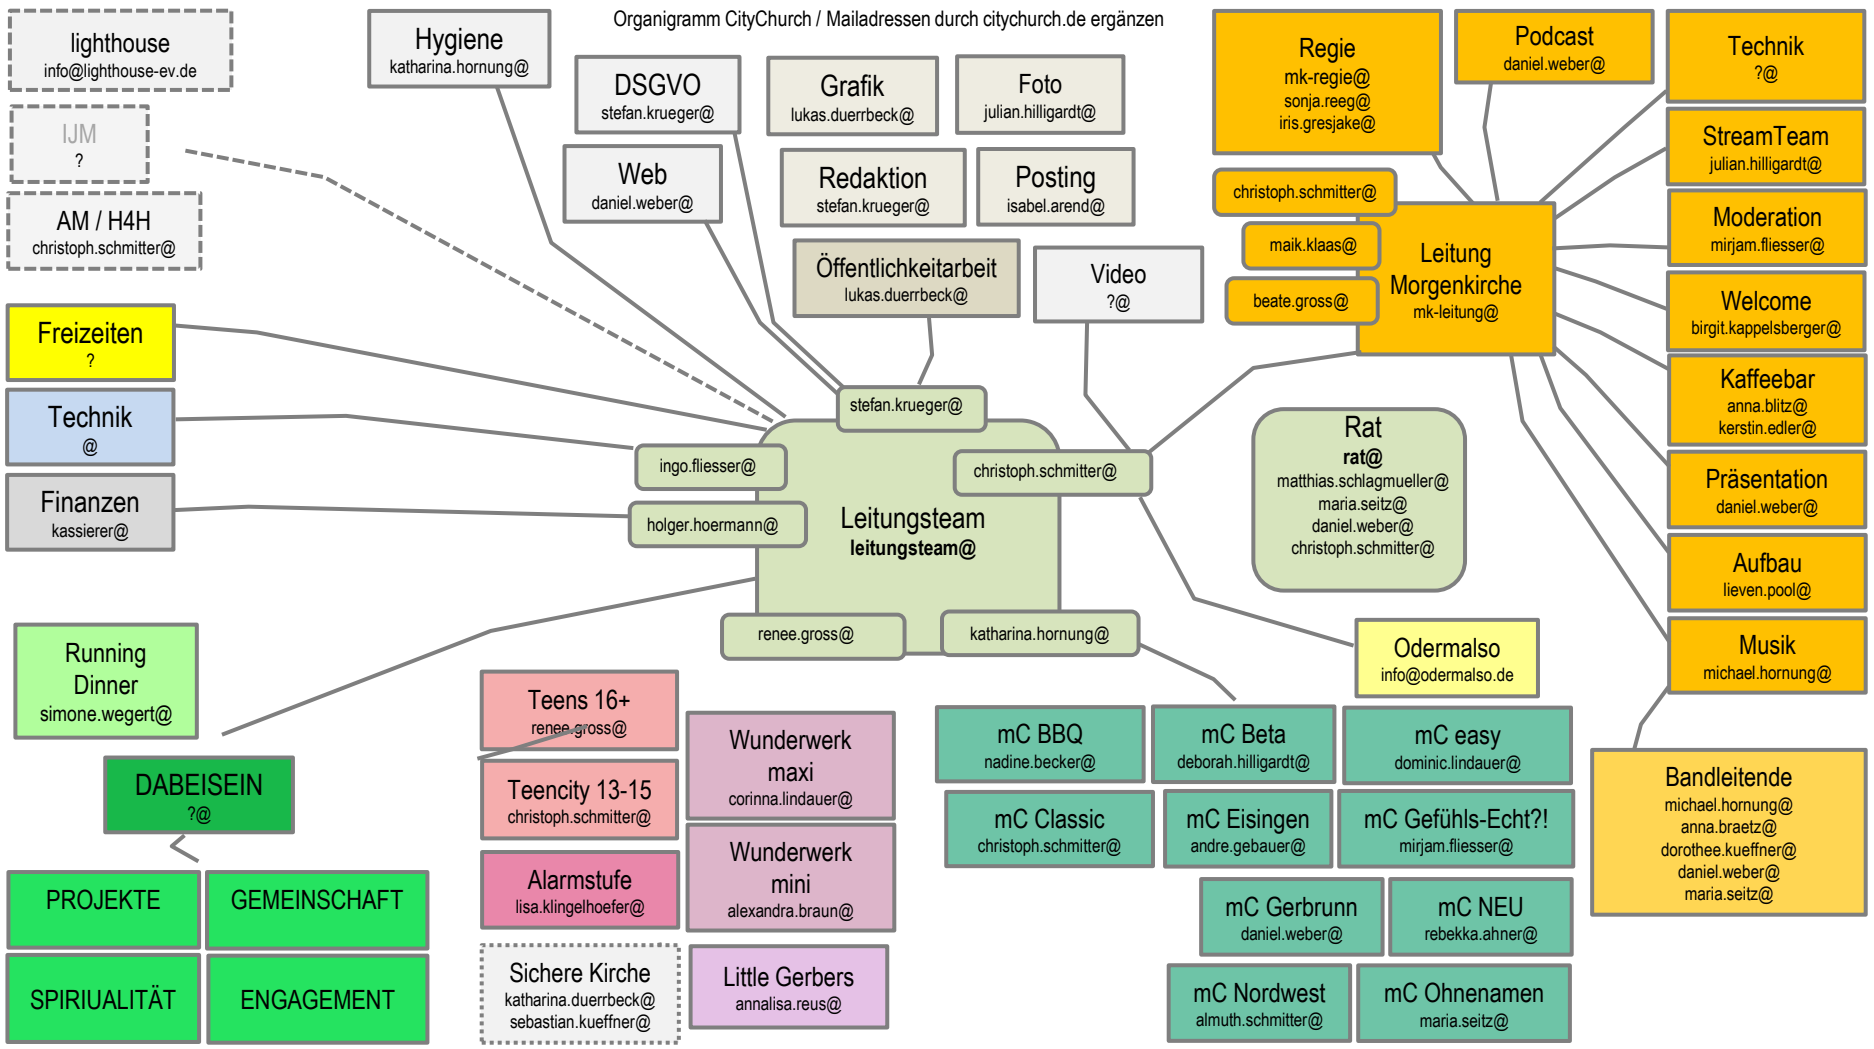 Organigramm CityChurch / Mailadressen durch citychurch.de ergänzen
lighthouse
info@lighthouse-ev.de
IJM
?
AM / H4H
christoph.schmitter@
Hygiene
katharina.hornung@
DSGVO
stefan.krueger@
Web
daniel.weber@
Grafik
lukas.duerrbeck@
Foto
julian.hilligardt@
Redaktion
stefan.krueger@
Posting
isabel.arend@
Öffentlichkeitarbeit
lukas.duerrbeck@
Video
?@
Regie
mk-regie@
sonja.reeg@
iris.gresjake@
Podcast
daniel.weber@
Technik
?@
StreamTeam
julian.hilligardt@
Moderation
mirjam.fliesser@
Welcome
birgit.kappelsberger@
Kaffeebar
anna.blitz@
kerstin.edler@
Präsentation
daniel.weber@
Aufbau
lieven.pool@
Musik
michael.hornung@
christoph.schmitter@
maik.klaas@
beate.gross@
Leitung
Morgenkirche
mk-leitung@
Freizeiten
?
Technik
@
Finanzen
kassierer@
stefan.krueger@
ingo.fliesser@
christoph.schmitter@
holger.hoermann@
Leitungsteam
leitungsteam@
renee.gross@
katharina.hornung@
Rat
rat@
matthias.schlagmueller@
maria.seitz@
daniel.weber@
christoph.schmitter@
Odermalso
info@odermalso.de
Running
Dinner
simone.wegert@
DABEISEIN
?@
PROJEKTE
GEMEINSCHAFT
SPIRIUALITÄT
ENGAGEMENT
Teens 16+
renee.gross@
Teencity 13-15
christoph.schmitter@
Alarmstufe
lisa.klingelhoefer@
Sichere Kirche
katharina.duerrbeck@
sebastian.kueffner@
Wunderwerk
maxi
corinna.lindauer@
Wunderwerk
mini
alexandra.braun@
Little Gerbers
annalisa.reus@
mC BBQ
nadine.becker@
mC Beta
deborah.hilligardt@
mC easy
dominic.lindauer@
mC Classic
christoph.schmitter@
mC Eisingen
andre.gebauer@
mC Gefühls-Echt?!
mirjam.fliesser@
mC Gerbrunn
daniel.weber@
mC NEU
rebekka.ahner@
mC Nordwest
almuth.schmitter@
mC Ohnenamen
maria.seitz@
Bandleitende
michael.hornung@
anna.braetz@
dorothee.kueffner@
daniel.weber@
maria.seitz@